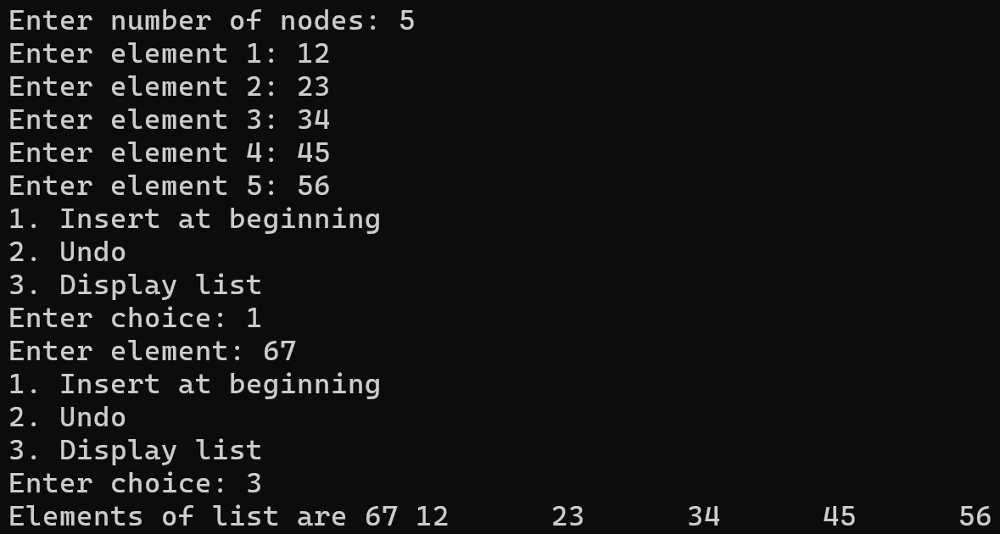 Enter number of nodes: 5
Enter element 1: 12
Enter element 2: 23
Enter element 3: 34
Enter element 4: 45
Enter element 5: 56
1. Insert at beginning
2. Undo
3. Display list
Enter choice: 1
Enter element: 67
1. Insert at beginning
2. Undo
3. Display list
Enter choice: 3
Elements of list are 67 12      23      34      45      56